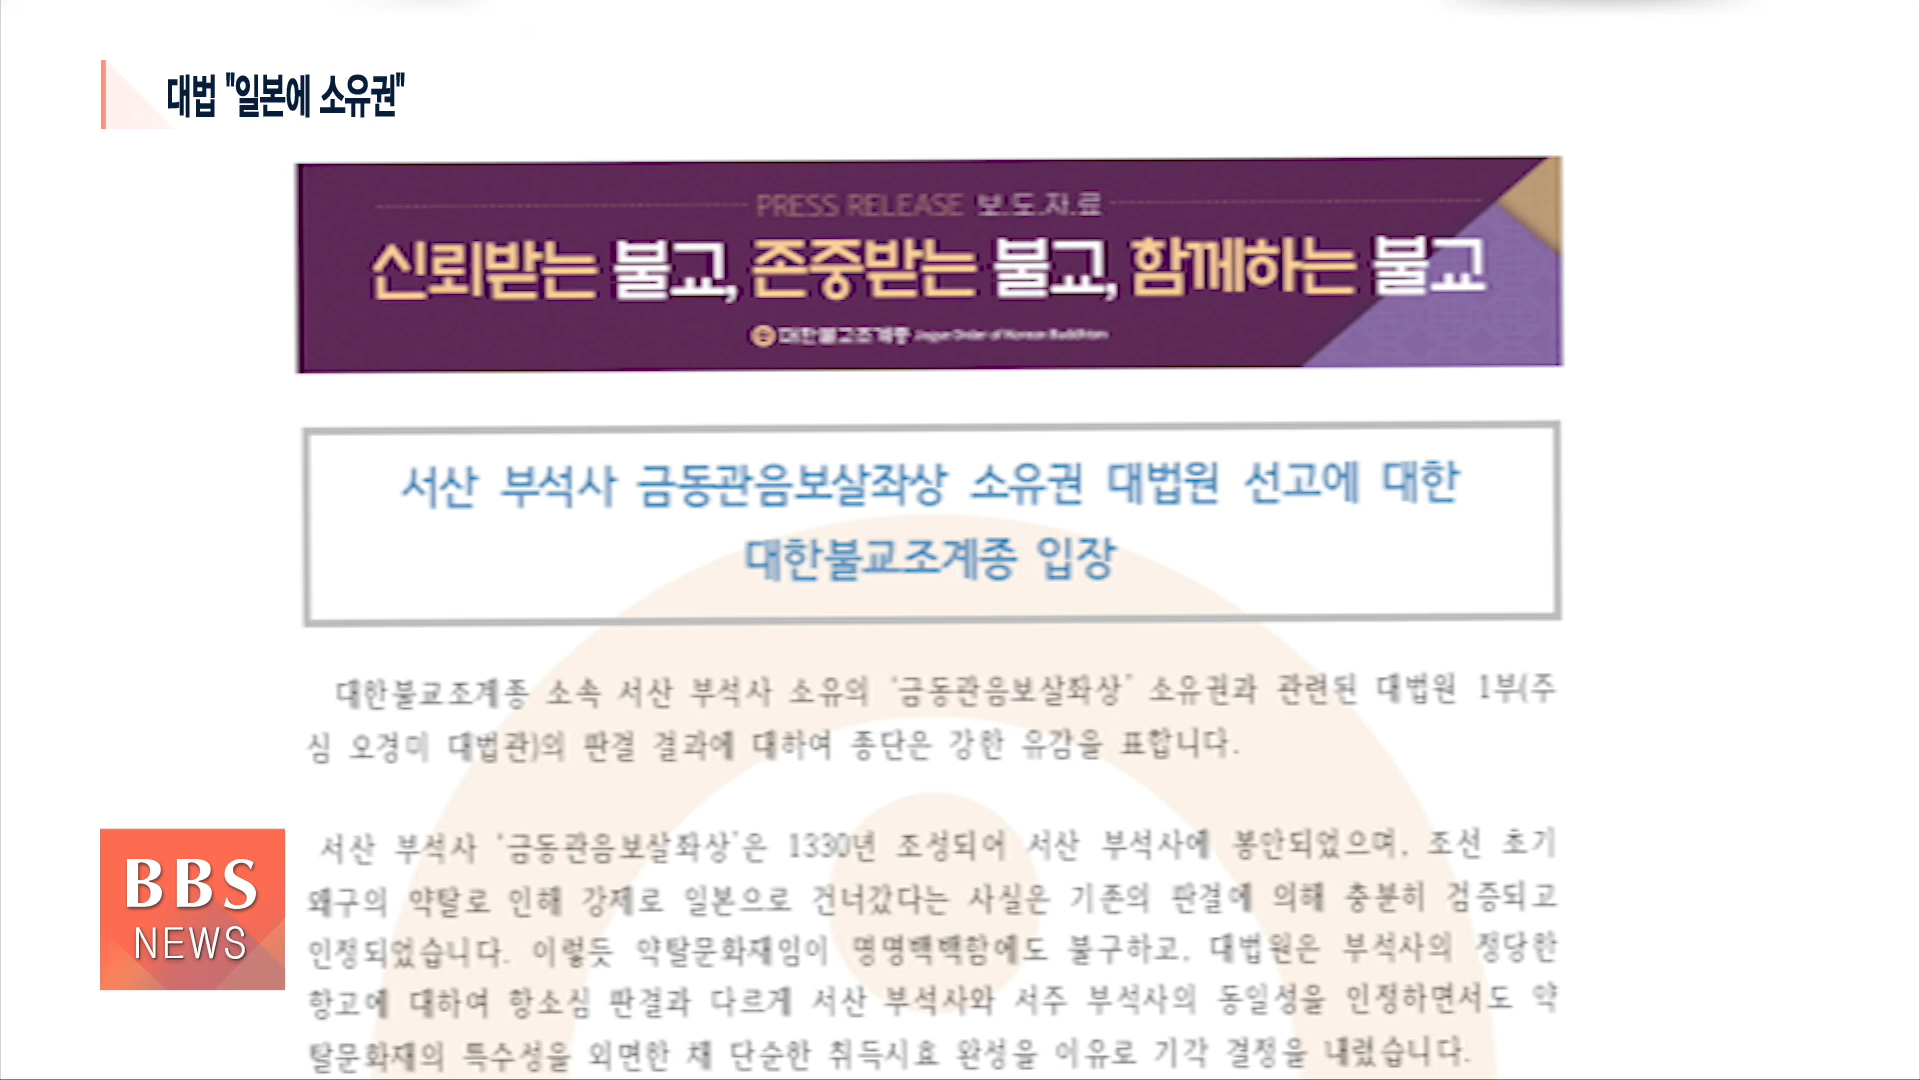 대법 "일본에 소유권"
PRESS RELEASE 보.도.자.료
신뢰받는 불교, 존중받는 불교, 함께하는 불교
대한불교조계종 Jogye Order of Korean Buddhism
서산 부석사 금동관음보살좌상 소유권 대법원 선고에 대한
대한불교조계종 입장
대한불교조계종 소속 서산 부석사 소유의 '금동관음보살좌상' 소유권과 관련된 대법원 1부(주
심 오경미 대법관)의 판결 결과에 대하여 종단은 강한 유감을 표합니다.
서산 부석사 '금동관음보살좌상'은 1330년 조성되어 서산 부석사에 봉안되었으며, 조선 초기
왜구의 약탈로 인해 강제로 일본으로 건너갔다는 사실은 기존의 판결에 의해 충분히 검증되고
인정되었습니다. 이렇듯 약탈문화재임이 명명백백함에도 불구하고, 대법원은 부석사의 정당한
항고에 대하여 항소심 판결과 다르게 서산 부석사와 서주 부석사의 동일성을 인정하면서도 약
탈문화재의 특수성을 외면한 채 단순한 취득시효 완성을 이유로 기각 결정을 내렸습니다.
BBS
NEWS